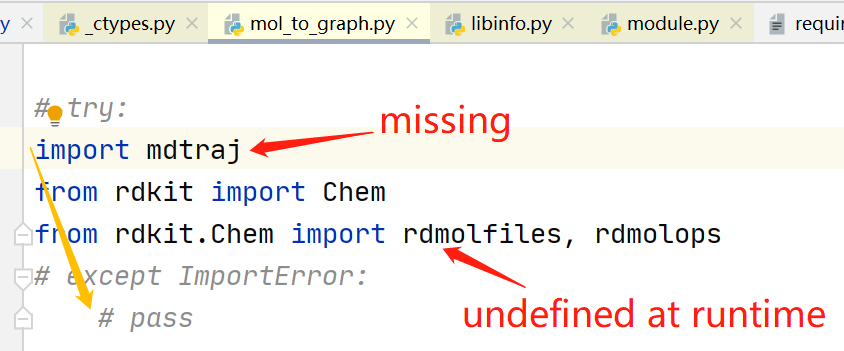 y
_ctypes.py
mol_to_graph.py
libinfo.py
module.py
requir
# try:
missing
import mdtraj
from rdkit import Chem
from rdkit.Chem import rdmolfiles, rdmolops
# except ImportError:
undefined at runtime
# pass